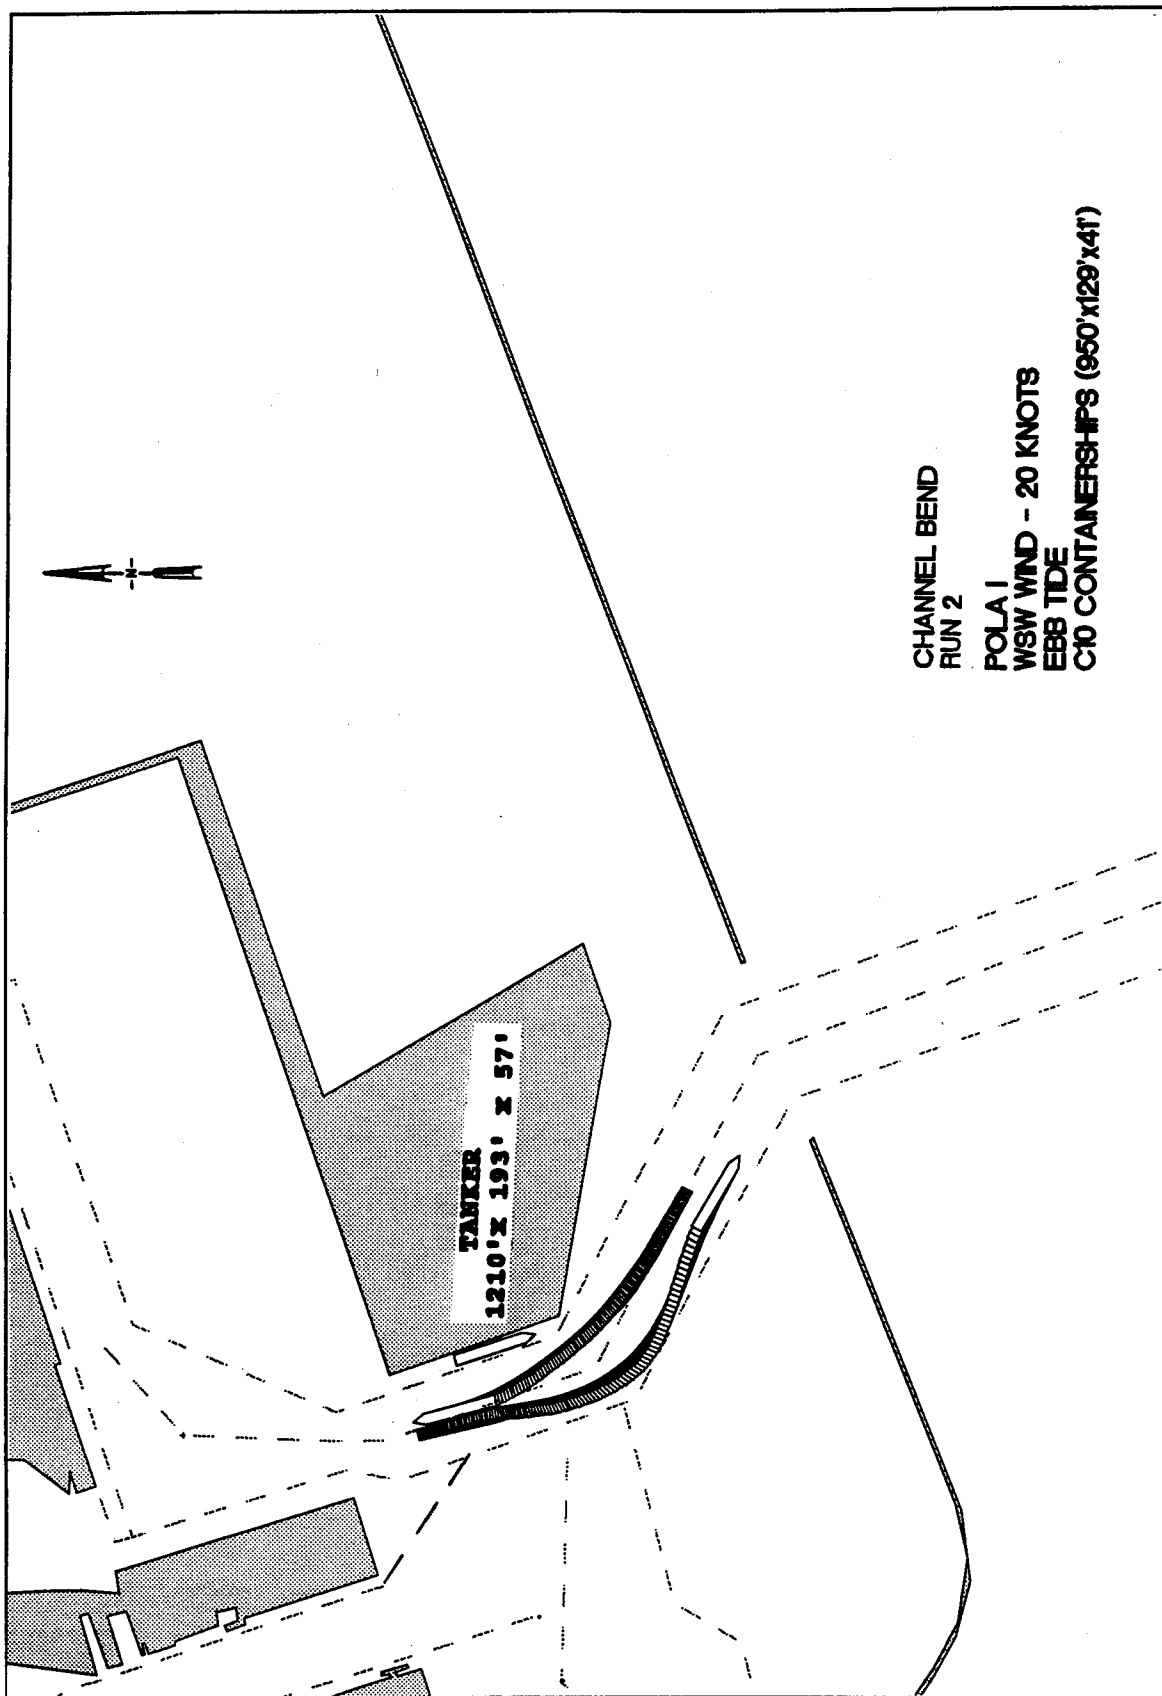 N
TANKER
1210'X 193' X 57'
CHANNEL BEND
RUN 2
POLA I
WSW WIND - 20 KNOTS
EBB TIDE
C10 CONTAINERSHIPS (950'x129'x41')